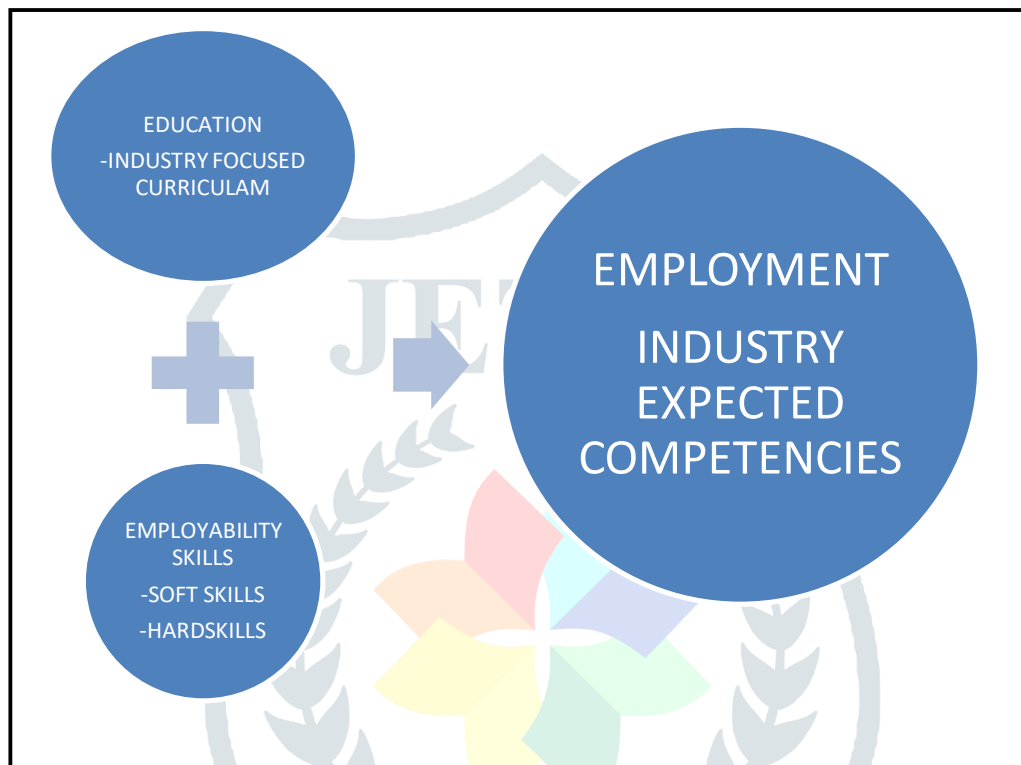 EDUCATION
-INDUSTRY FOCUSED
CURRICULAM
EMPLOYABILITY
SKILLS
-SOFT SKILLS
-HARDSKILLS
EMPLOYMENT
INDUSTRY
EXPECTED
COMPETENCIES